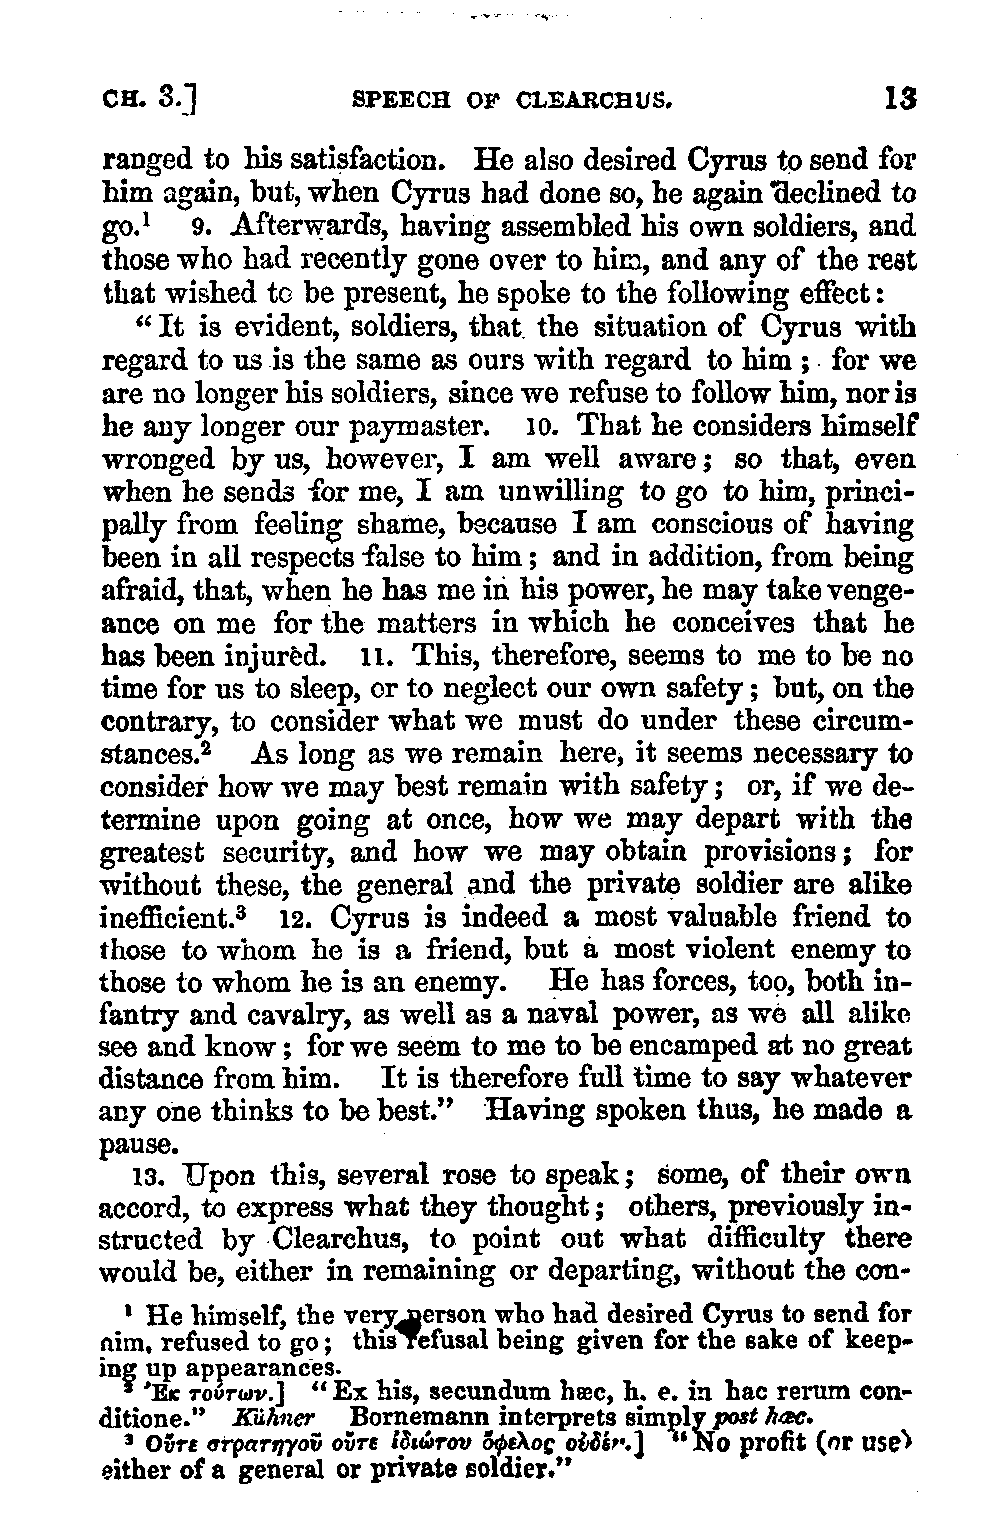 CH. 3.] SPEECH OF CLEARCHUS. 13
ranged to his satisfaction. He also desired Cyrus to send for
him again, but, when Cyrus had done so, he again declined to
go.¹ 9. Afterwards, having assembled his own soldiers, and
those who had recently gone over to him, and any of the rest
that wished to be present, he spoke to the following effect:
"It is evident, soldiers, that the situation of Cyrus with
regard to us is the same as ours with regard to him; for we
are no longer his soldiers, since we refuse to follow him, nor is
he any longer our paymaster. 10. That he considers himself
wronged by us, however, I am well aware; so that, even
when he sends for me, I am unwilling to go to him, princi-
pally from feeling shame, because I am conscious of having
been in all respects false to him; and in addition, from being
afraid, that, when he has me in his power, he may take venge-
ance on me for the matters in which he conceives that he
has been injured. 11. This, therefore, seems to me to be no
time for us to sleep, or to neglect our own safety; but, on the
contrary, to consider what we must do under these circum-
stances.² As long as we remain here, it seems necessary to
consider how we may best remain with safety; or, if we de-
termine upon going at once, how we may depart with the
greatest security, and how we may obtain provisions; for
without these, the general and the private soldier are alike
inefficient.³ 12. Cyrus is indeed a most valuable friend to
those to whom he is a friend, but a most violent enemy to
those to whom he is an enemy. He has forces, too, both in-
fantry and cavalry, as well as a naval power, as we all alike
see and know; for we seem to me to be encamped at no great
distance from him. It is therefore full time to say whatever
any one thinks to be best." Having spoken thus, he made a
pause.
13. Upon this, several rose to speak; some, of their own
accord, to express what they thought; others, previously in-
structed by Clearchus, to point out what difficulty there
would be, either in remaining or departing, without the con-
¹ He himself, the very person who had desired Cyrus to send for
him, refused to go; this refusal being given for the sake of keep-
ing up appearances.
² Ἐκ τούτων.] "Ex his, secundum hæc, h. e. in hac rerum con-
ditione." Kühner Bornemann interprets simply post hæc.
³ Οὔτε στρατηγοῦ οὔτε ἰδιώτου ὄφελος οὐδέν.] "No profit (or use)
either of a general or private soldier."